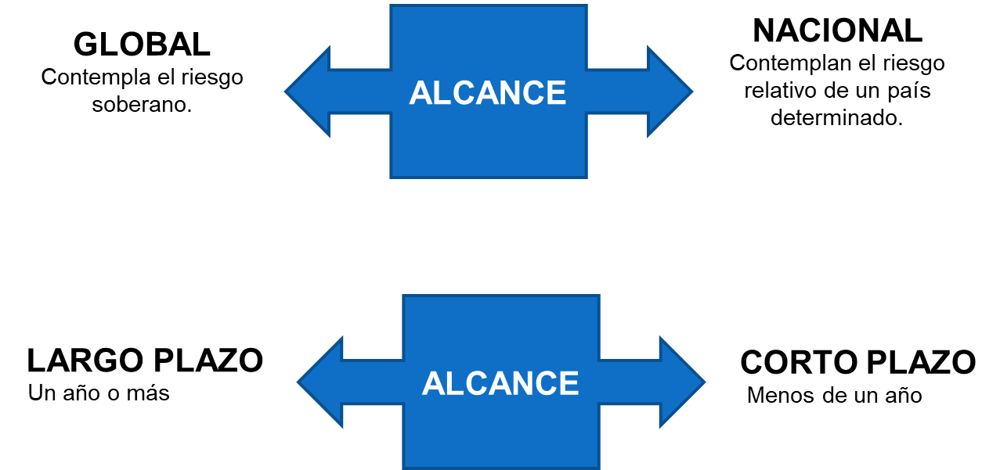 GLOBAL
Contempla el riesgo
soberano.
ALCANCE
NACIONAL
Contemplan el riesgo
relativo de un país
determinado.
LARGO PLAZO
Un año o más
ALCANCE
CORTO PLAZO
Menos de un año